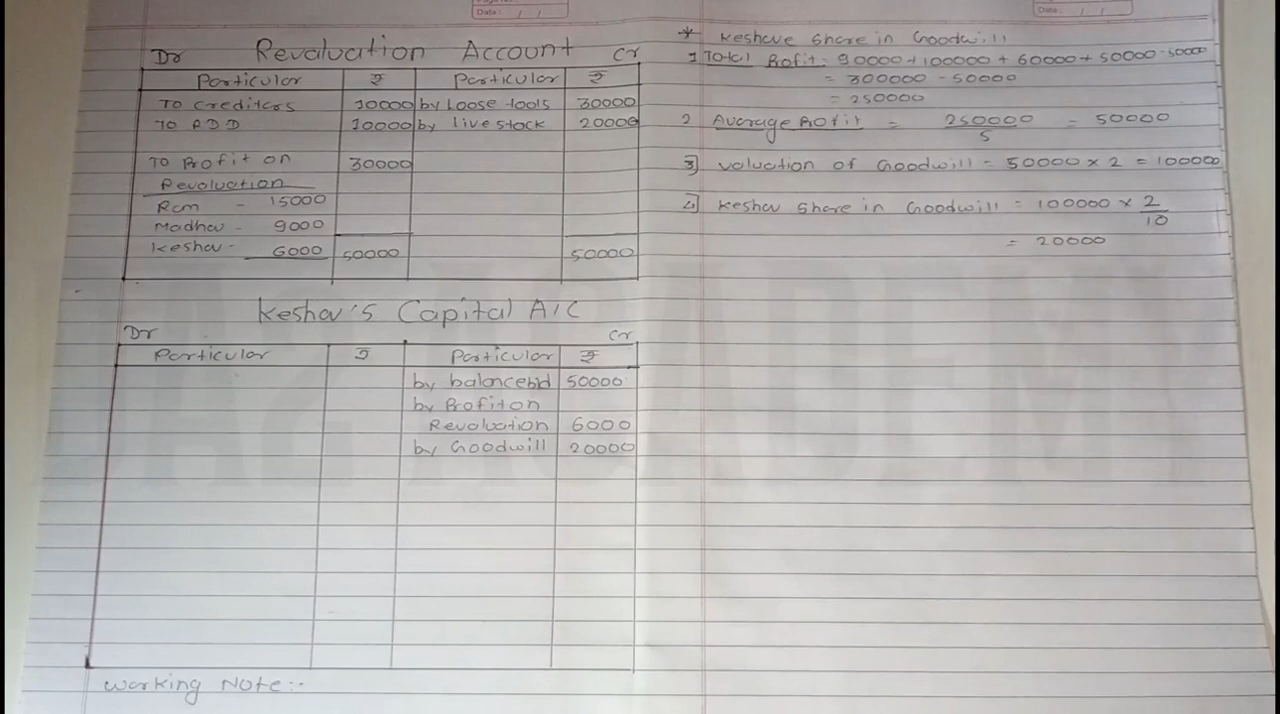 Date: / /
Date: / /
Dr Revaluation Account Cr
Particular ₹ Particular ₹
To Creditors 10000 by Loose tools 30000
To RDD 10000 by live stock 20000
To Profit on 30000
Revaluation
Ram - 15000
Madhav - 9000
Keshav - 6000 50000 50000
Keshav's Capital A/C
Dr Cr
Particular ₹ Particular ₹
by balance b/d 50000
by Profit on
Revaluation 6000
by Goodwill 20000
Working Note:-
* Keshave share in Goodwill
1 Total Profit = 90000 + 100000 + 60000 + 50000 - 50000
= 300000 - 50000
= 250000
2 Average Profit = 250000 / 5 = 50000
3] Valuation of Goodwill = 50000 × 2 = 100000
4] Keshav share in Goodwill = 100000 × 2 / 10
= 20000